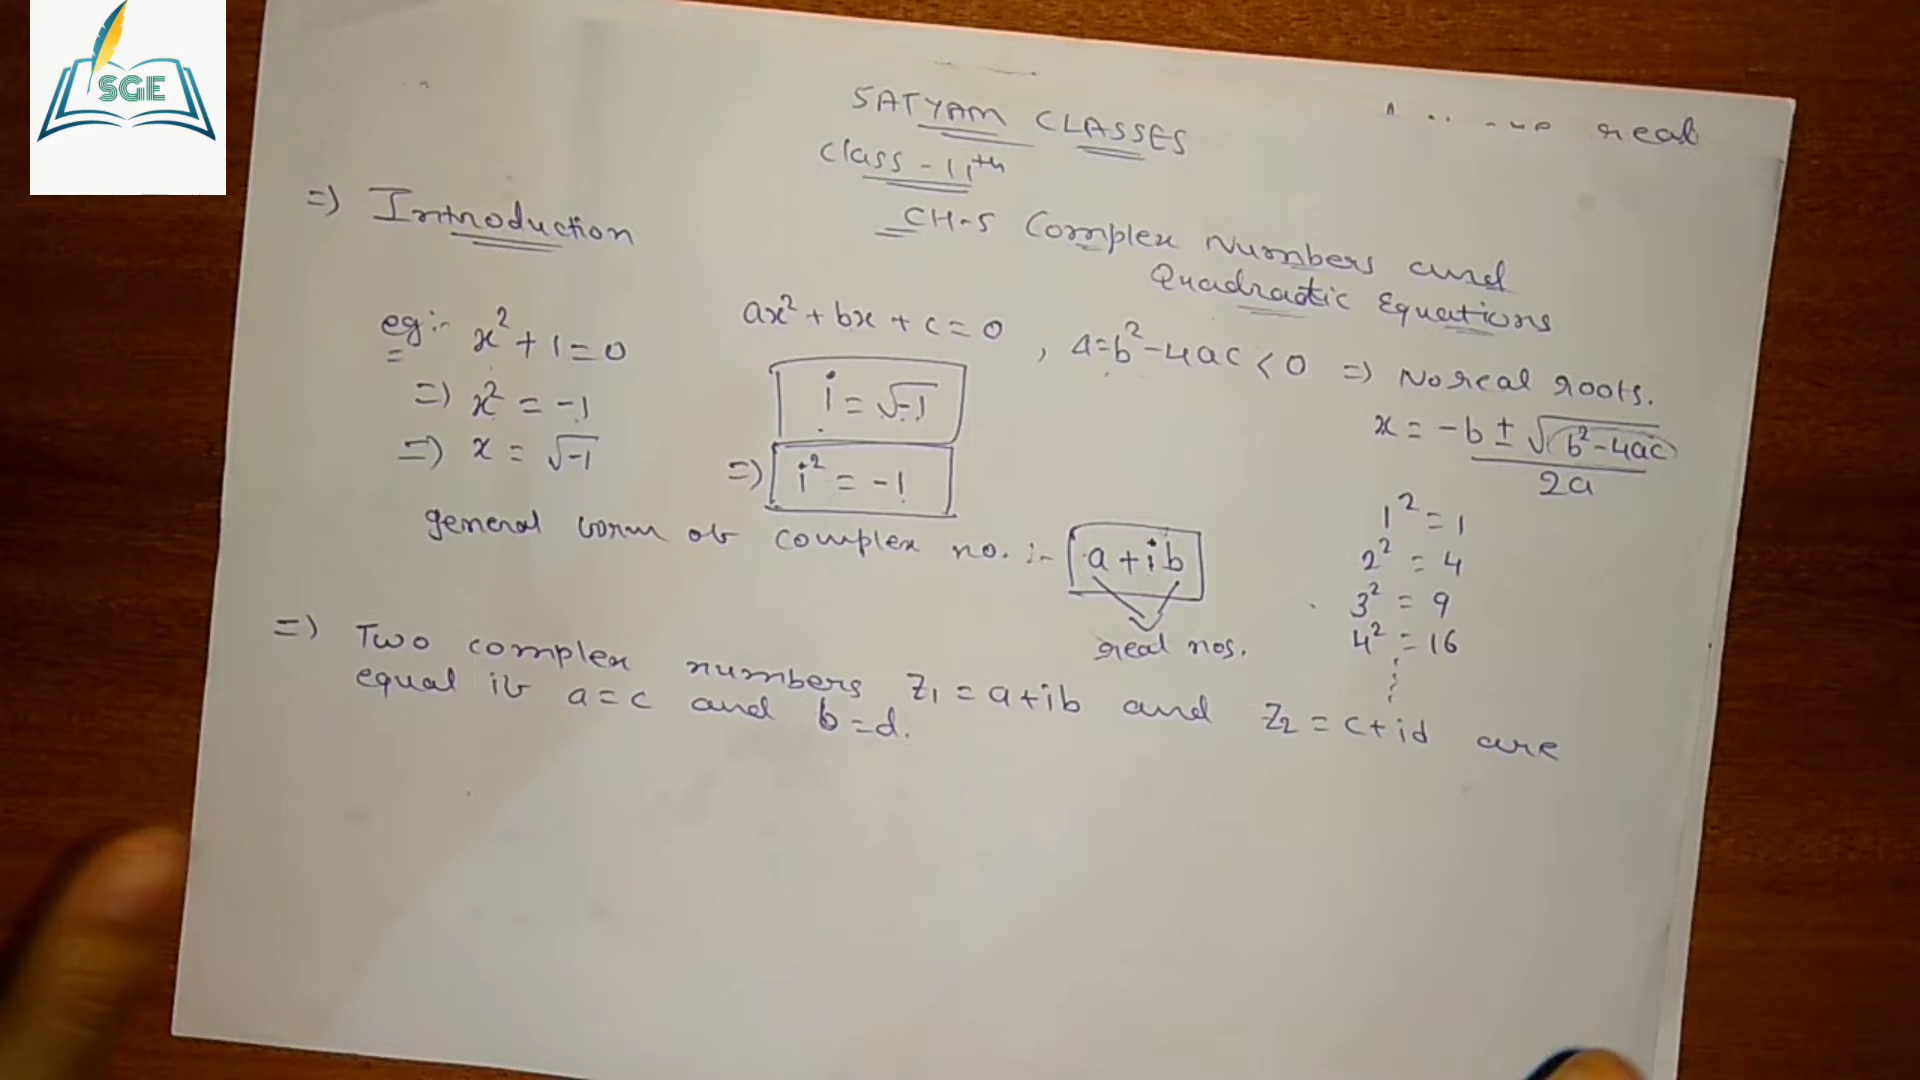 SGE
real
SATYAM CLASSES
Class - 11th
=> Introduction
CH-5 Complex Numbers and
Quadratic Equations
eg:- x² + 1 = 0
ax² + bx + c = 0 , Δ = b² - 4ac < 0 => No real roots.
=> x² = -1
i = √-1
x = -b ± √(b² - 4ac) / 2a
=> x = √-1
=> i² = -1
1² = 1
general form of complex no. :- a + ib
2² = 4
3² = 9
real nos.
4² = 16
=> Two complex numbers Z₁ = a + ib and Z₂ = c + id are
equal if a = c and b = d.